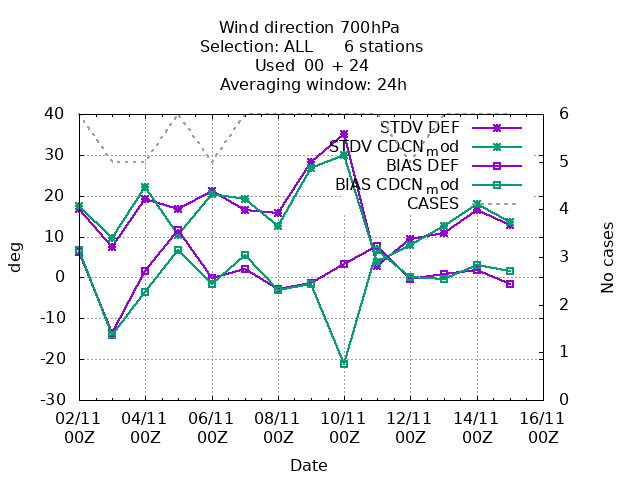 Wind direction 700hPa
Selection: ALL 6 stations
Used 00 + 24
Averaging window: 24h
40 6
STDV DEF
STDV CDCN_mod
30 5
BIAS DEF
BIAS CDCN_mod
20 4
CASES
10 3
0
-10 2
-20 1
-30 0
deg
No cases
02/11 04/11 06/11 08/11 10/11 12/11 14/11 16/11
00Z 00Z 00Z 00Z 00Z 00Z 00Z 00Z
Date